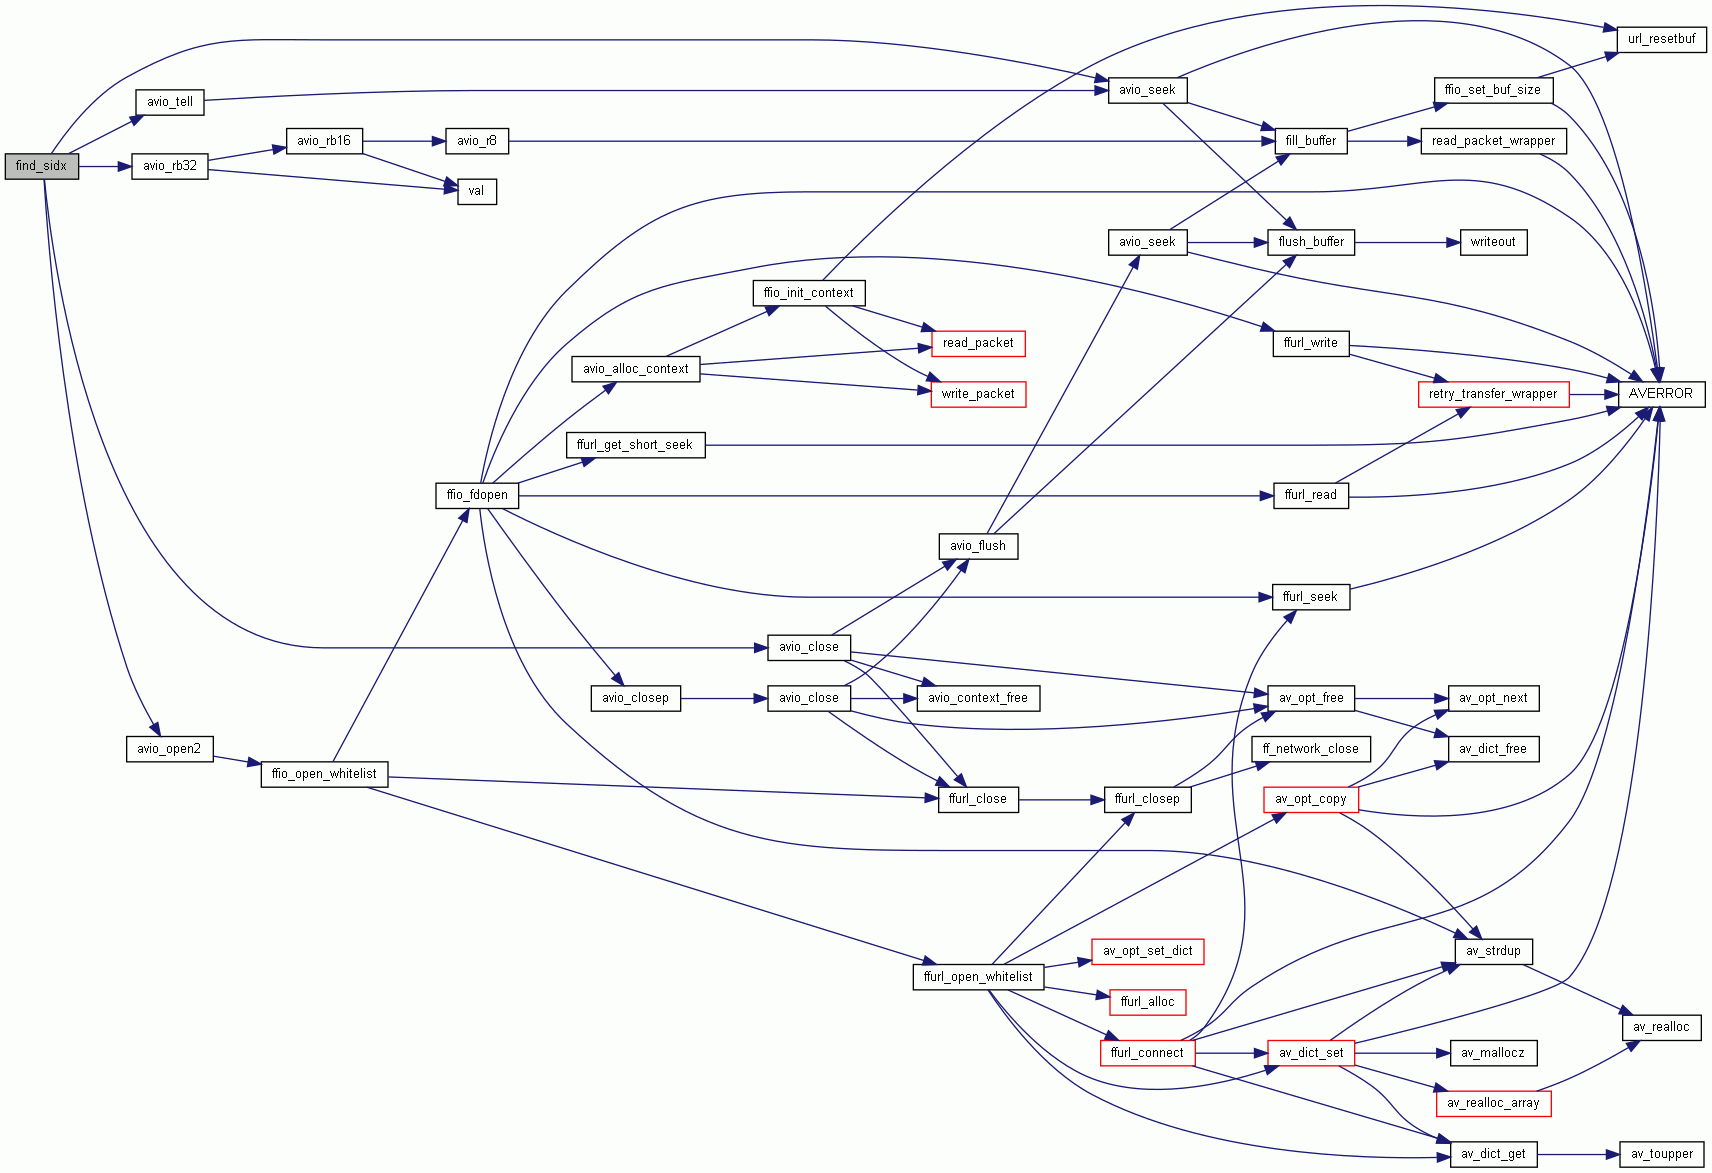 url_resetbuf
avio_seek
ffio_set_buf_size
avio_tell
avio_rb16
avio_r8
fill_buffer
read_packet_wrapper
find_sidx
avio_rb32
val
avio_seek
flush_buffer
writeout
ffio_init_context
read_packet
ffurl_write
avio_alloc_context
write_packet
retry_transfer_wrapper
AVERROR
ffurl_get_short_seek
ffio_fdopen
ffurl_read
avio_flush
ffurl_seek
avio_close
avio_closep
avio_close
avio_context_free
av_opt_free
av_opt_next
avio_open2
ff_network_close
av_dict_free
ffio_open_whitelist
ffurl_close
ffurl_closep
av_opt_copy
av_opt_set_dict
av_strdup
ffurl_open_whitelist
ffurl_alloc
av_realloc
ffurl_connect
av_dict_set
av_mallocz
av_realloc_array
av_dict_get
av_toupper